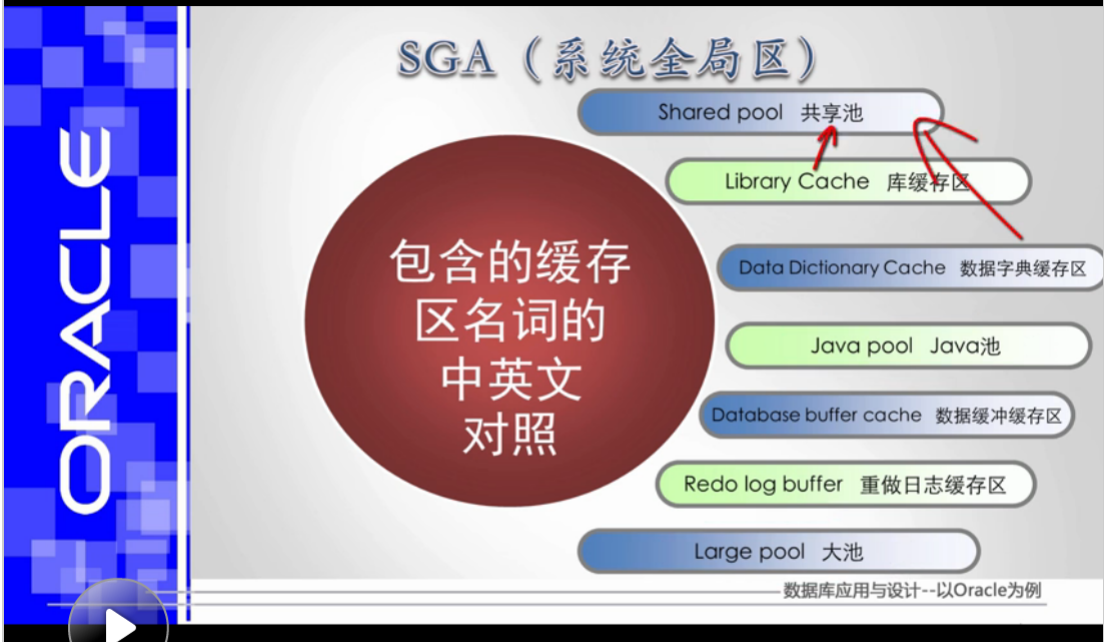 ORACLE
SGA（系统全局区）
Shared pool 共享池
Library Cache 库缓存区
Data Dictionary Cache 数据字典缓存区
Java pool Java池
Database buffer cache 数据缓冲缓存区
Redo log buffer 重做日志缓存区
Large pool 大池
包含的缓存
区名词的
中英文
对照
数据库应用与设计--以Oracle为例